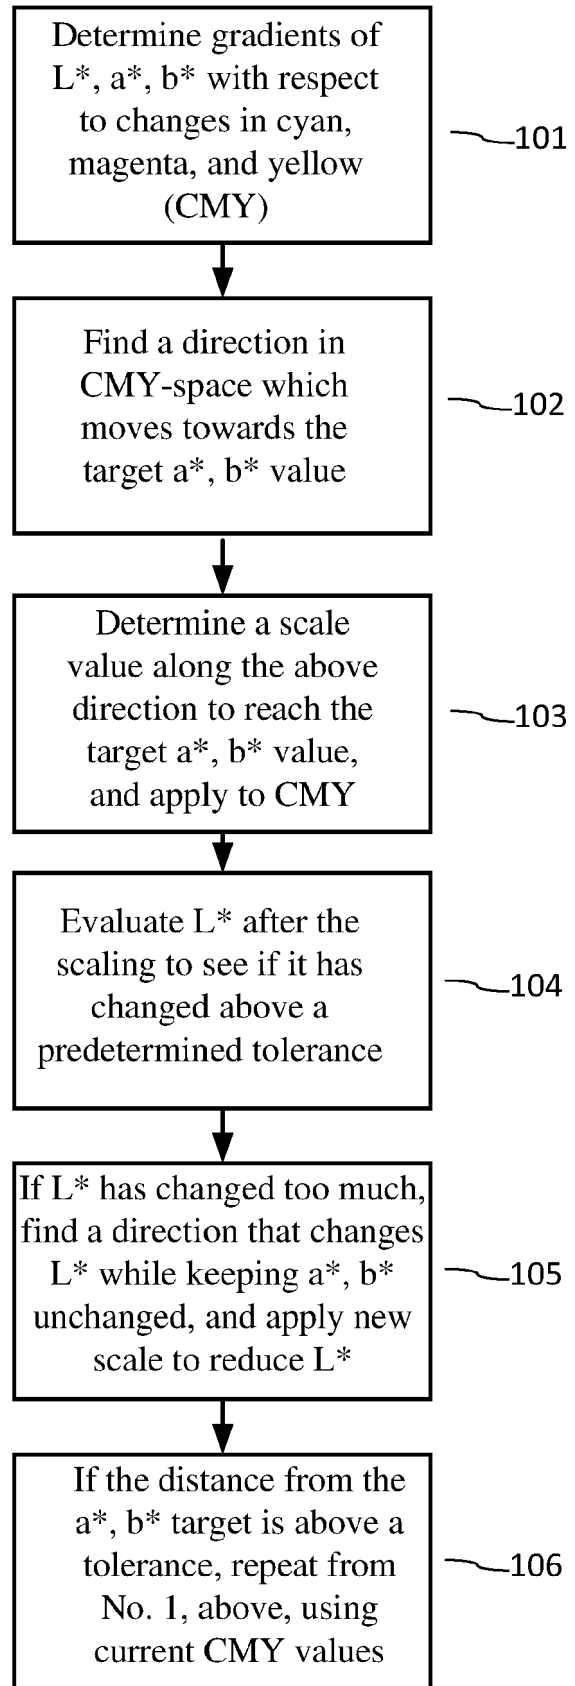 Determine gradients of
L*, a*, b* with respect
to changes in cyan,
magenta, and yellow
(CMY)
101
Find a direction in
CMY-space which
moves towards the
target a*, b* value
102
Determine a scale
value along the above
direction to reach the
target a*, b* value,
and apply to CMY
103
Evaluate L* after the
scaling to see if it has
changed above a
predetermined tolerance
104
If L* has changed too much,
find a direction that changes
L* while keeping a*, b*
unchanged, and apply new
scale to reduce L*
105
If the distance from the
a*, b* target is above a
tolerance, repeat from
No. 1, above, using
current CMY values
106